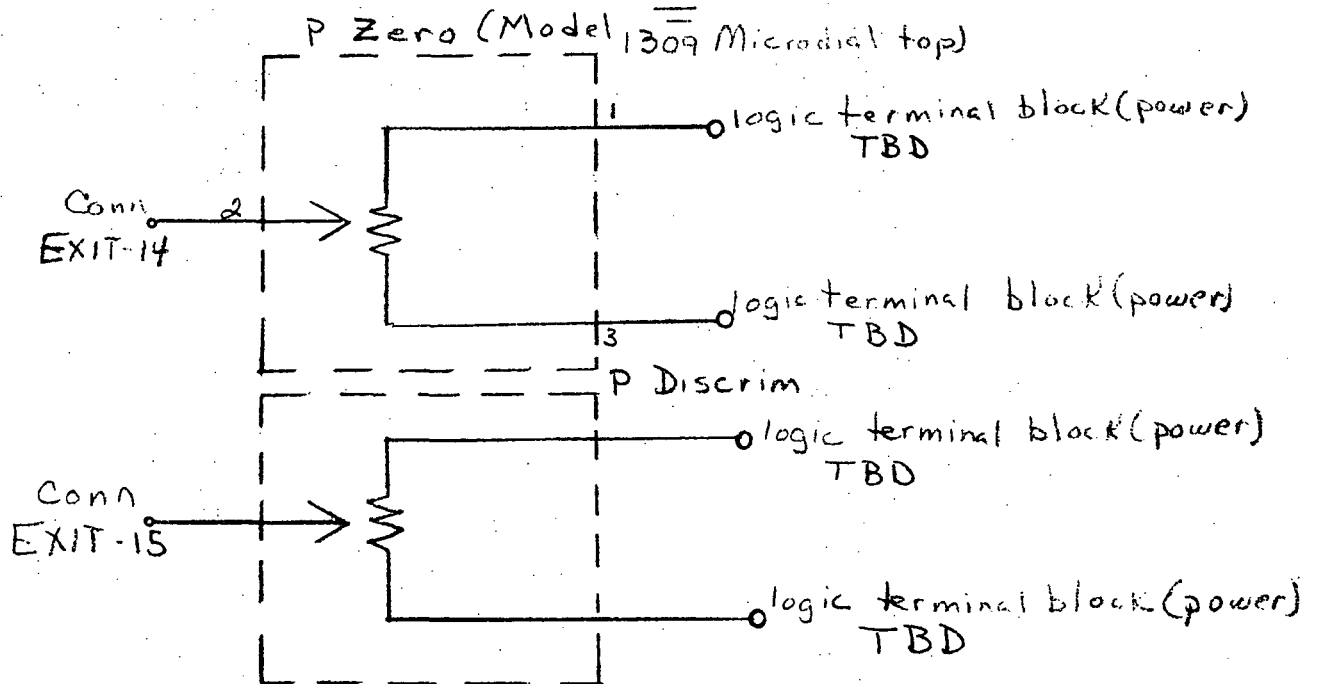 P Zero (Model 1309 Microdial top)
1
logic terminal block (power)
TBD
Conn
EXIT-14
2
logic terminal block (power)
TBD
3
P Discrim
logic terminal block (power)
TBD
Conn
EXIT-15
logic terminal block (power)
TBD